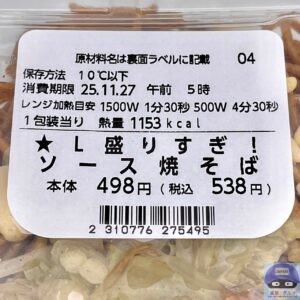 原材料名は裏面ラベルに記載 04
保存方法 10℃以下
消費期限 25.11.27 午前 5時
レンジ加熱目安 1500W 1分30秒 500W 4分30秒
1包装当り 熱量 1153kcal
★L盛りすぎ!
ソース焼そば
本体 498円(税込 538円)
2 310776 275495